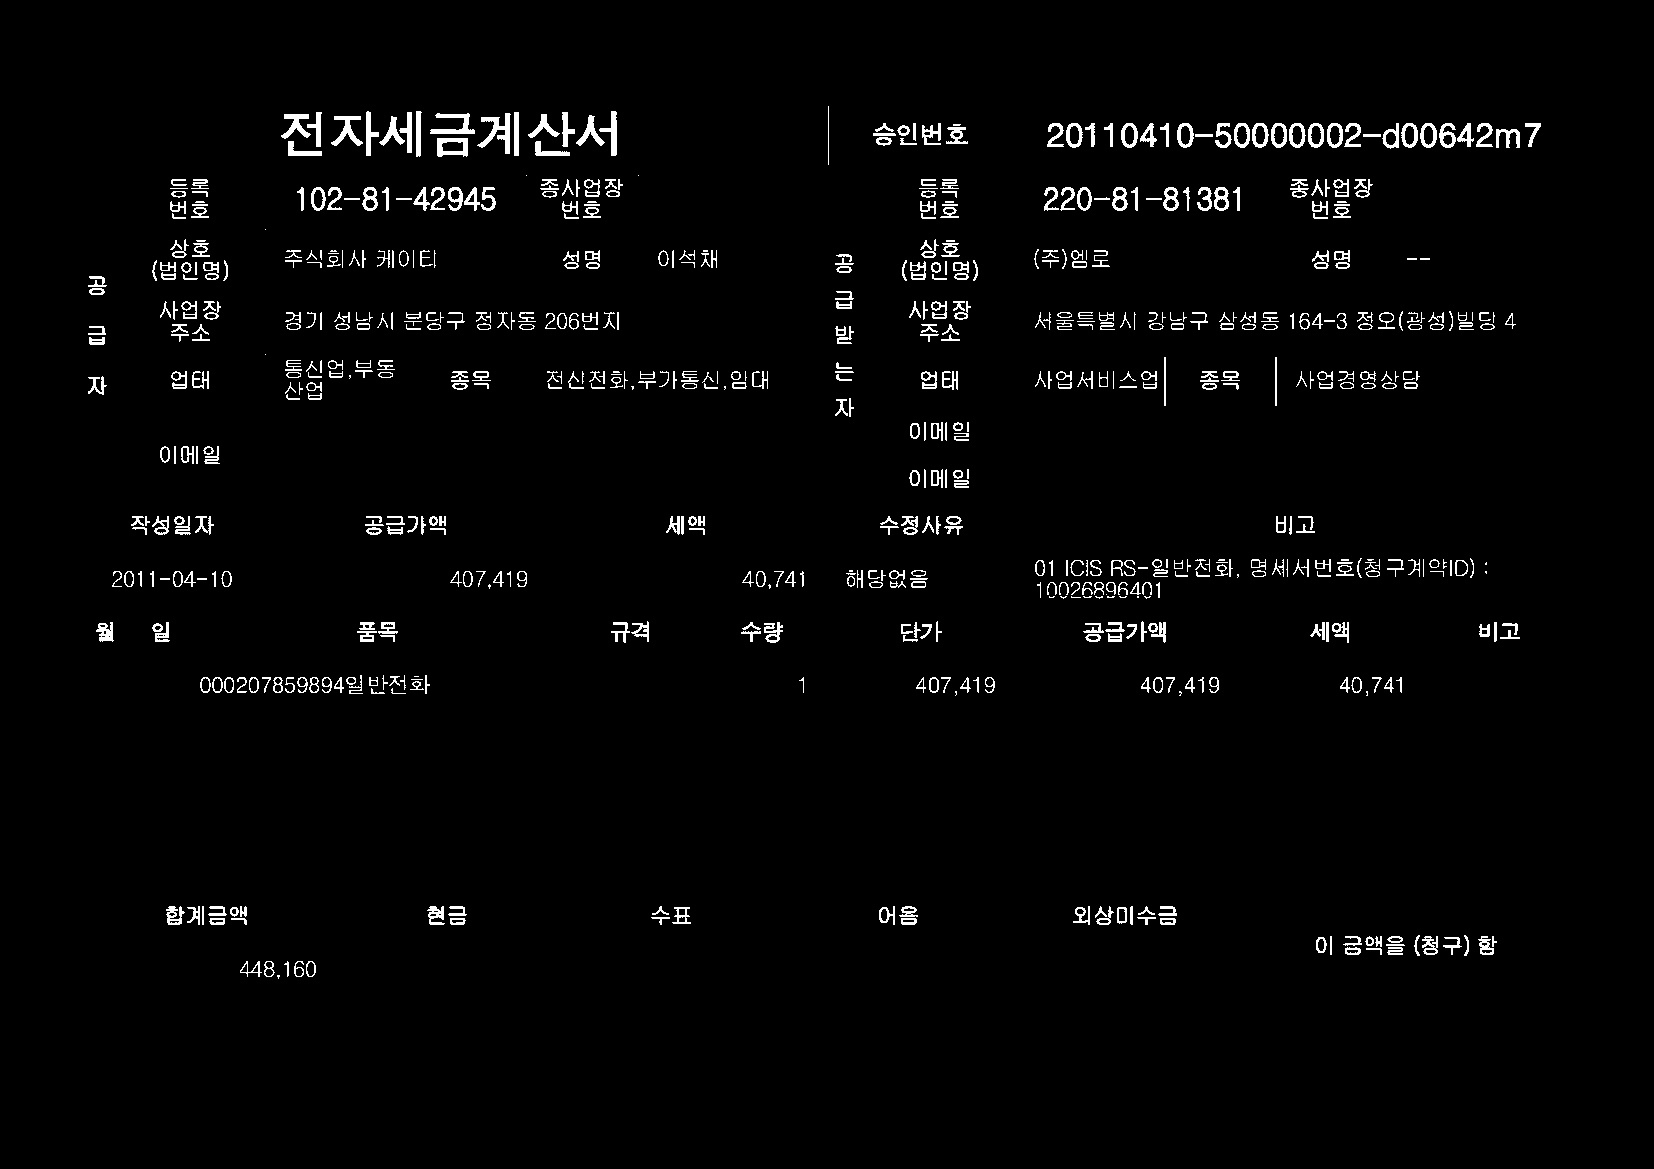 전자세금계산서 승인번호 20110410-50000002-d00642m7
등록번호 102-81-42945 종사업장번호 등록번호 220-81-81381 종사업장번호
공급자 상호(법인명) 주식회사 케이티 성명 이석채 공급받는자 상호(법인명) (주)엠로 성명 --
사업장주소 경기 성남시 분당구 정자동 206번지 사업장주소 서울특별시 강남구 삼성동 164-3 정오(광성)빌딩 4
업태 통신업,부동산업 종목 전신전화,부가통신,임대 업태 사업서비스업 종목 사업경영상담
이메일 이메일
이메일
작성일자 공급가액 세액 수정사유 비고
2011-04-10 407,419 40,741 해당없음 01 ICIS RS-일반전화, 명세서번호(청구계약ID) :
10026896401
월 일 품목 규격 수량 단가 공급가액 세액 비고
000207859894일반전화 1 407,419 407,419 40,741
합계금액 현금 수표 어음 외상미수금
이 금액을 (청구) 함
448,160